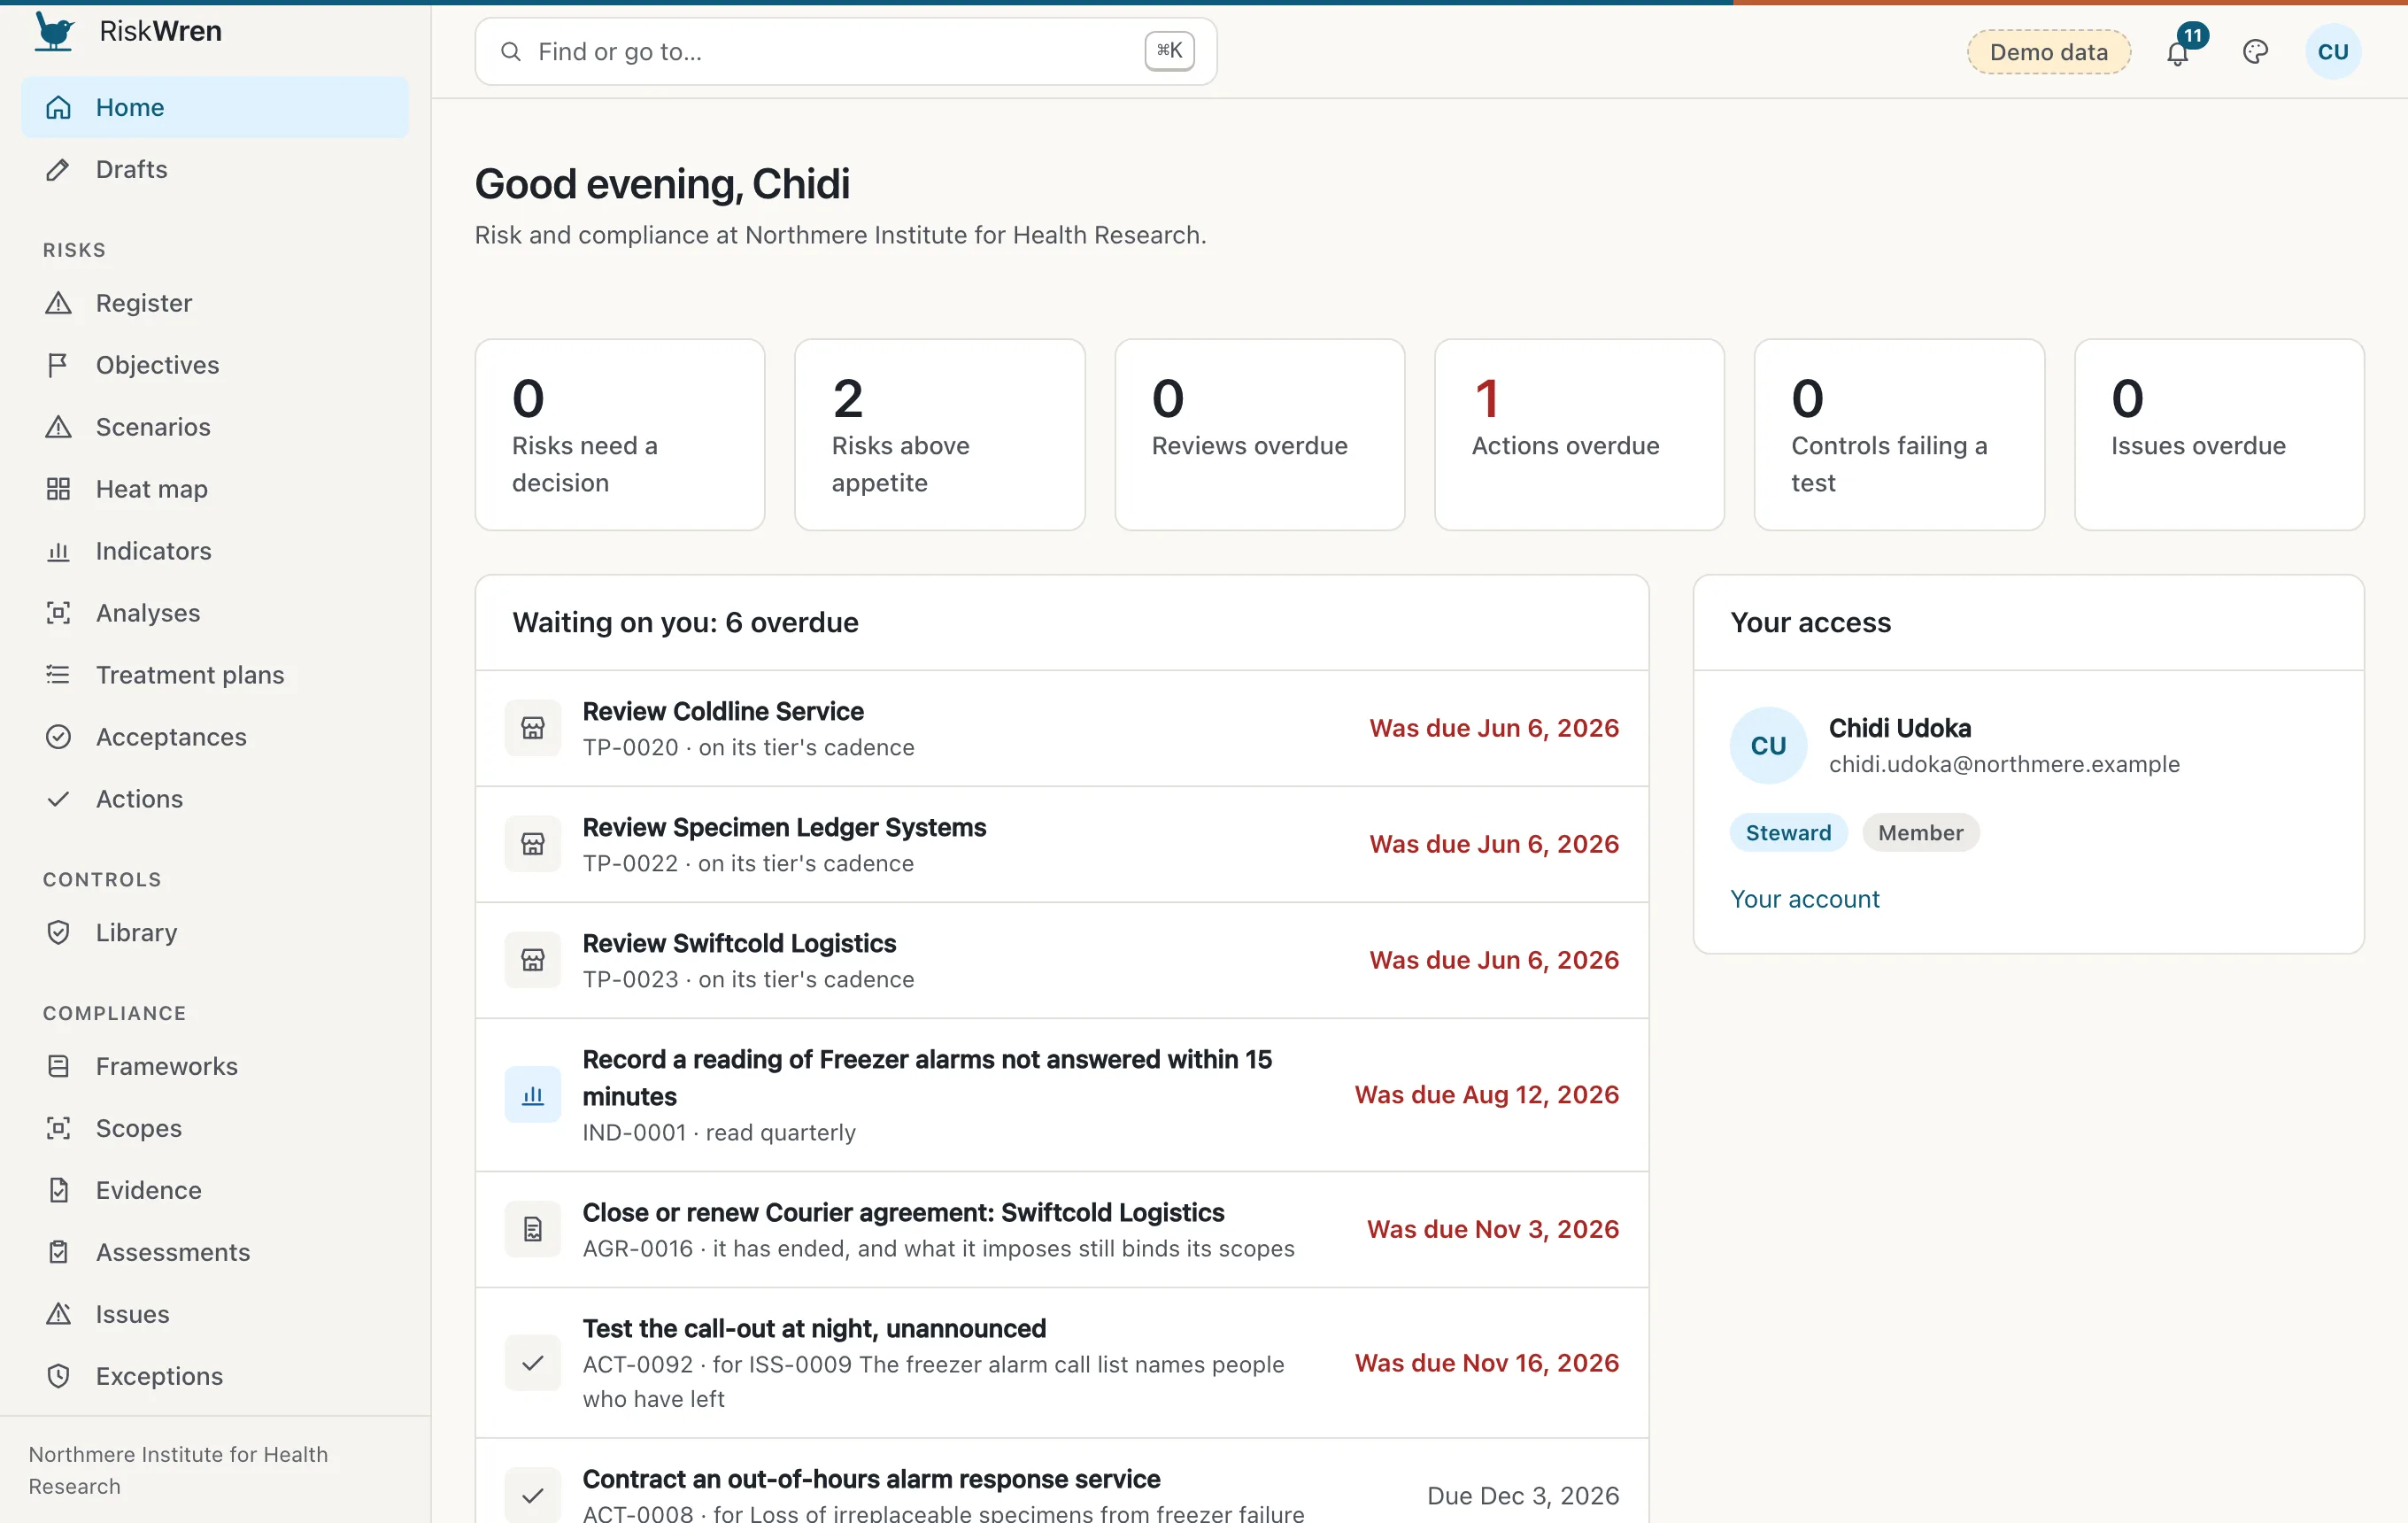 RiskWren
Find or go to...
⌘K
Demo data
11
CU
Home
Drafts
RISKS
Register
Objectives
Scenarios
Heat map
Indicators
Analyses
Treatment plans
Acceptances
Actions
CONTROLS
Library
COMPLIANCE
Frameworks
Scopes
Evidence
Assessments
Issues
Exceptions
Northmere Institute for Health
Research
Good evening, Chidi
Risk and compliance at Northmere Institute for Health Research.
0
Risks need a
decision
2
Risks above
appetite
0
Reviews overdue
1
Actions overdue
0
Controls failing a
test
0
Issues overdue
Waiting on you: 6 overdue
Review Coldline Service
TP-0020 · on its tier's cadence
Was due Jun 6, 2026
Review Specimen Ledger Systems
TP-0022 · on its tier's cadence
Was due Jun 6, 2026
Review Swiftcold Logistics
TP-0023 · on its tier's cadence
Was due Jun 6, 2026
Record a reading of Freezer alarms not answered within 15
minutes
IND-0001 · read quarterly
Was due Aug 12, 2026
Close or renew Courier agreement: Swiftcold Logistics
AGR-0016 · it has ended, and what it imposes still binds its scopes
Was due Nov 3, 2026
Test the call-out at night, unannounced
ACT-0092 · for ISS-0009 The freezer alarm call list names people
who have left
Was due Nov 16, 2026
Contract an out-of-hours alarm response service
ACT-0008 · for Loss of irreplaceable specimens from freezer failure
Due Dec 3, 2026
Your access
CU
Chidi Udoka
chidi.udoka@northmere.example
Steward
Member
Your account